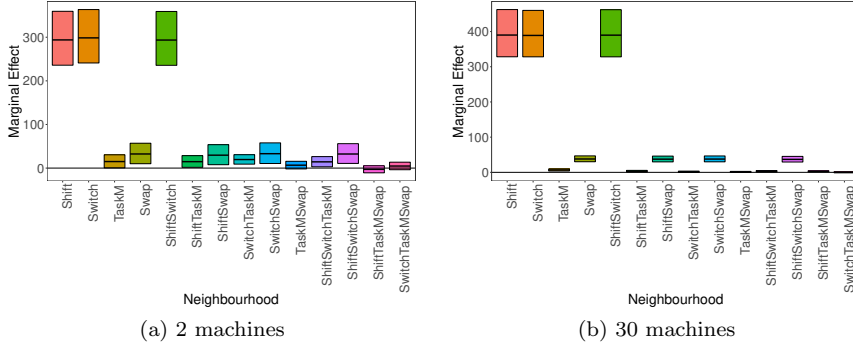 Marginal Effect
300
200
100
0
Shift
Switch
TaskM
Swap
ShiftSwitch
ShiftTaskM
ShiftSwap
SwitchTaskM
SwitchSwap
TaskMSwap
ShiftSwitchTaskM
ShiftSwitchSwap
ShiftTaskMSwap
SwitchTaskMSwap
Neighbourhood
(a) 2 machines
Marginal Effect
400
300
200
100
0
Shift
Switch
TaskM
Swap
ShiftSwitch
ShiftTaskM
ShiftSwap
SwitchTaskM
SwitchSwap
TaskMSwap
ShiftSwitchTaskM
ShiftSwitchSwap
ShiftTaskMSwap
SwitchTaskMSwap
Neighbourhood
(b) 30 machines